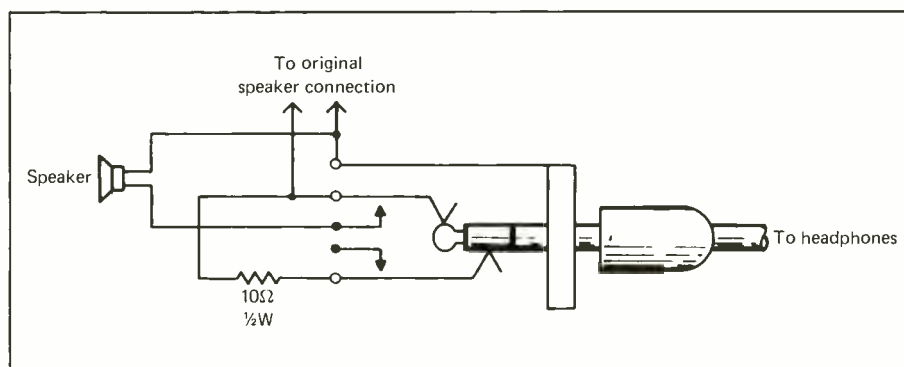 To original
speaker connection
Speaker
To headphones
10Ω
½W